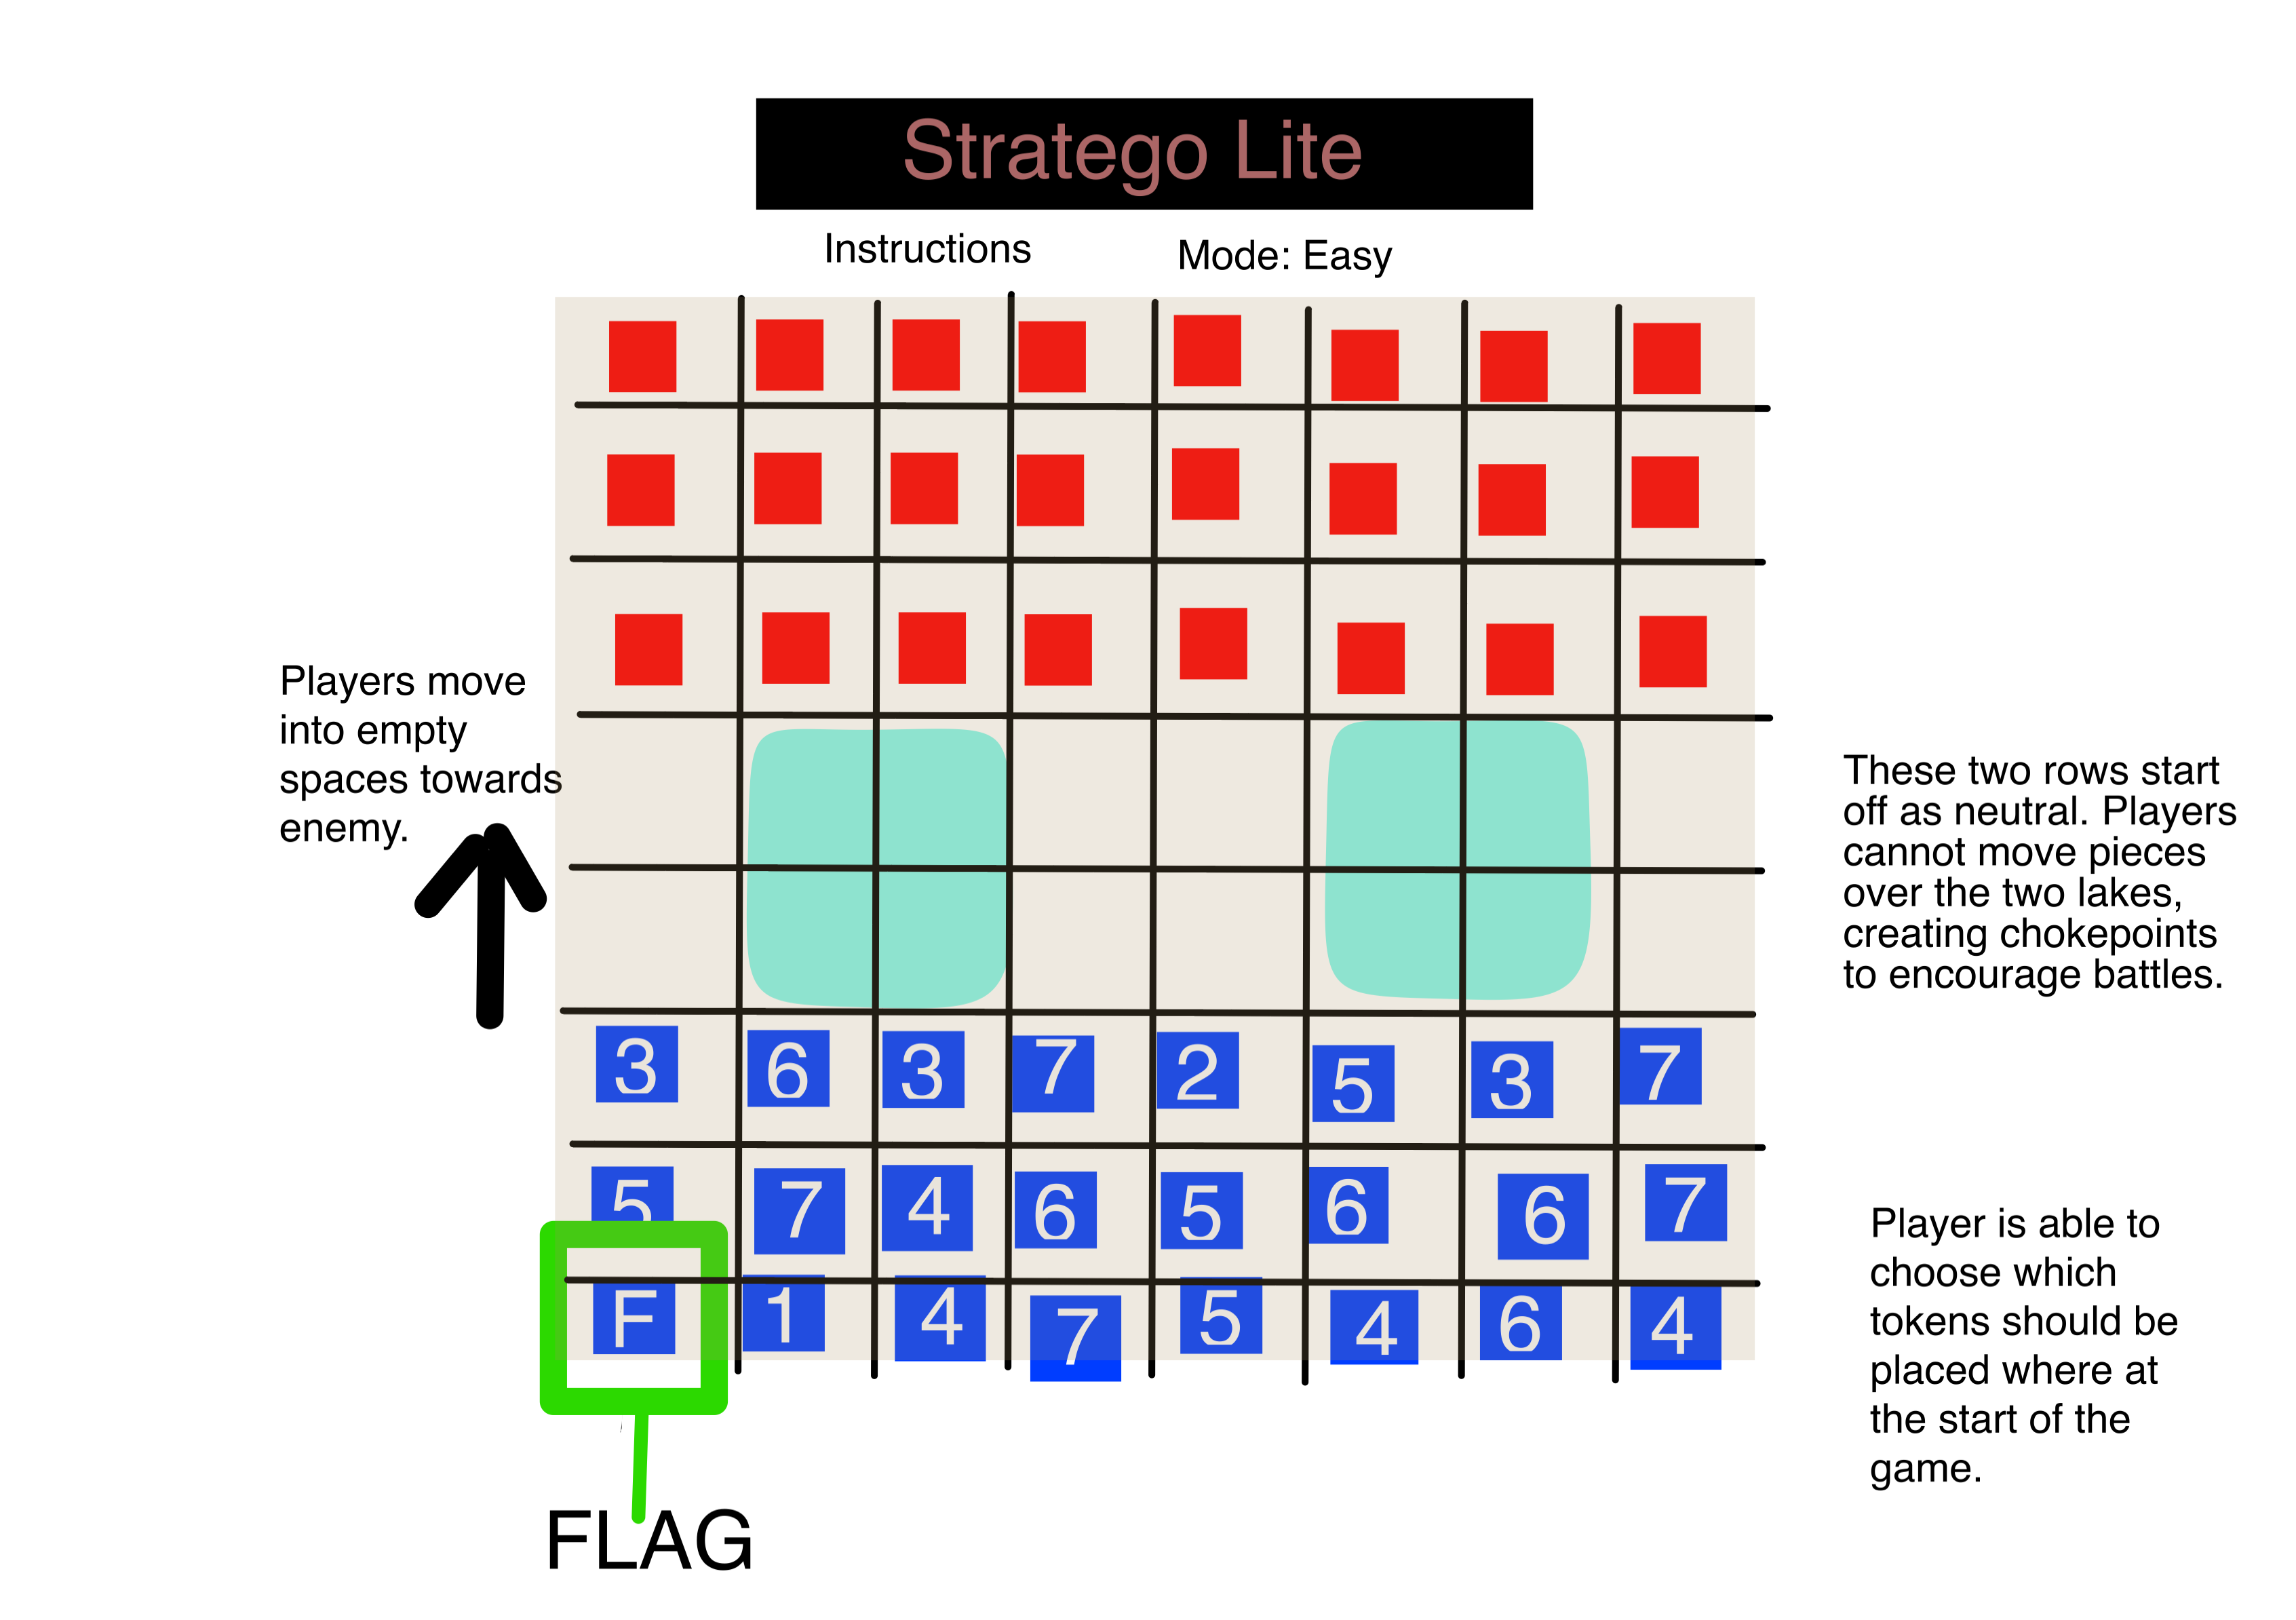 Stratego Lite
Instructions
Mode: Easy
Players move
into empty
spaces towards
enemy.
These two rows start
off as neutral. Players
cannot move pieces
over the two lakes,
creating chokepoints
to encourage battles.
3 6 3 7 2 5 3 7
5 7 4 6 5 6 6 7
F 1 4 7 5 4 6 4
Player is able to
choose which
tokens should be
placed where at
the start of the
game.
FLAG